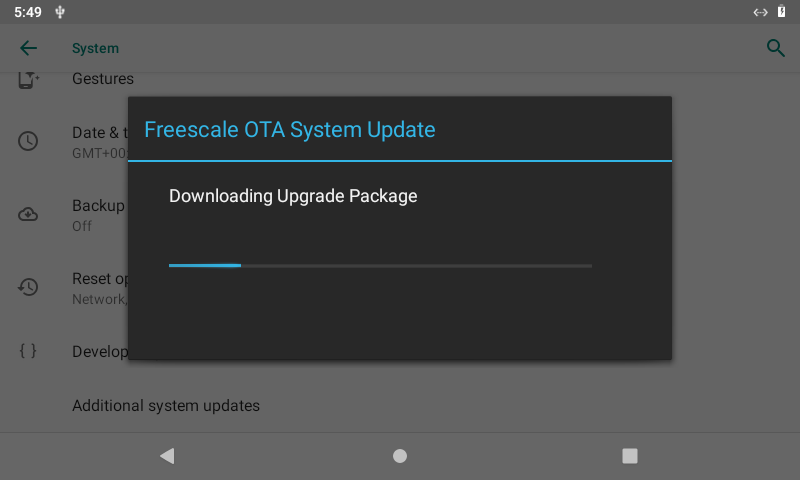 5:49
System
Gestures
Freescale OTA System Update
Date & t
GMT+00
Downloading Upgrade Package
Backup
Off
Reset op
Network,
Develop
Additional system updates